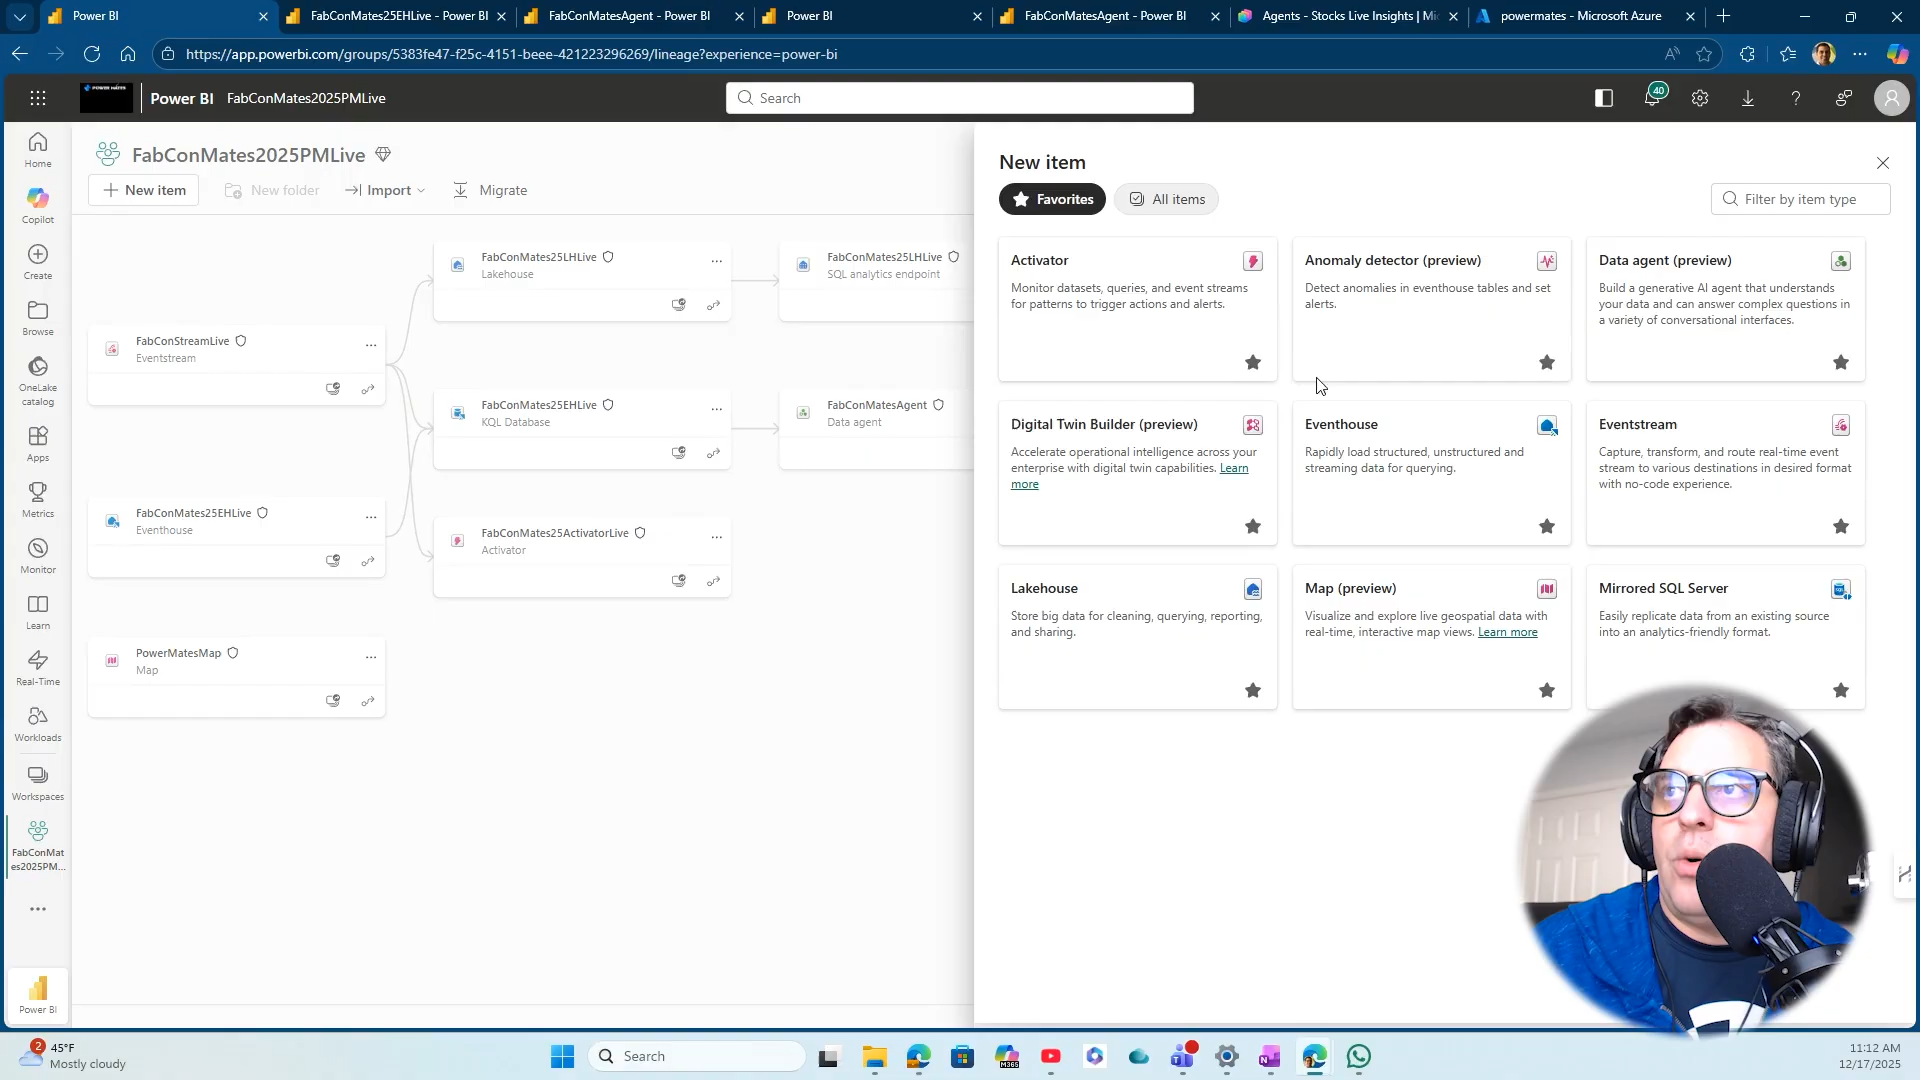 Power BI
FabConMates25EHLive - Power BI
FabConMatesAgent - Power BI
Power BI
FabConMatesAgent - Power BI
Agents - Stocks Live Insights | Mic
powermates - Microsoft Azure
https://app.powerbi.com/groups/5383fe47-f25c-4151-beee-421223296269/lineage?experience=power-bi
POWER MATES
Power BI FabConMates2025PMLive
Search
40
Home
Copilot
Create
Browse
OneLake
catalog
Apps
Metrics
Monitor
Learn
Real-Time
Workloads
Workspaces
FabConMat
es2025PM...
Power BI
FabConMates2025PMLive
New item
New folder
Import
Migrate
FabConStreamLive
Eventstream
FabConMates25EHLive
Eventhouse
PowerMatesMap
Map
FabConMates25LHLive
Lakehouse
FabConMates25EHLive
KQL Database
FabConMates25ActivatorLive
Activator
FabConMates25LHLive
SQL analytics endpoint
FabConMatesAgent
Data agent
New item
Favorites
All items
Filter by item type
Activator
Monitor datasets, queries, and event streams
for patterns to trigger actions and alerts.
Anomaly detector (preview)
Detect anomalies in eventhouse tables and set
alerts.
Data agent (preview)
Build a generative AI agent that understands
your data and can answer complex questions in
a variety of conversational interfaces.
Digital Twin Builder (preview)
Accelerate operational intelligence across your
enterprise with digital twin capabilities. Learn
more
Eventhouse
Rapidly load structured, unstructured and
streaming data for querying.
Eventstream
Capture, transform, and route real-time event
stream to various destinations in desired format
with no-code experience.
Lakehouse
Store big data for cleaning, querying, reporting,
and sharing.
Map (preview)
Visualize and explore live geospatial data with
real-time, interactive map views. Learn more
Mirrored SQL Server
Easily replicate data from an existing source
into an analytics-friendly format.
2
45°F
Mostly cloudy
Search
M365
11:12 AM
12/17/2025